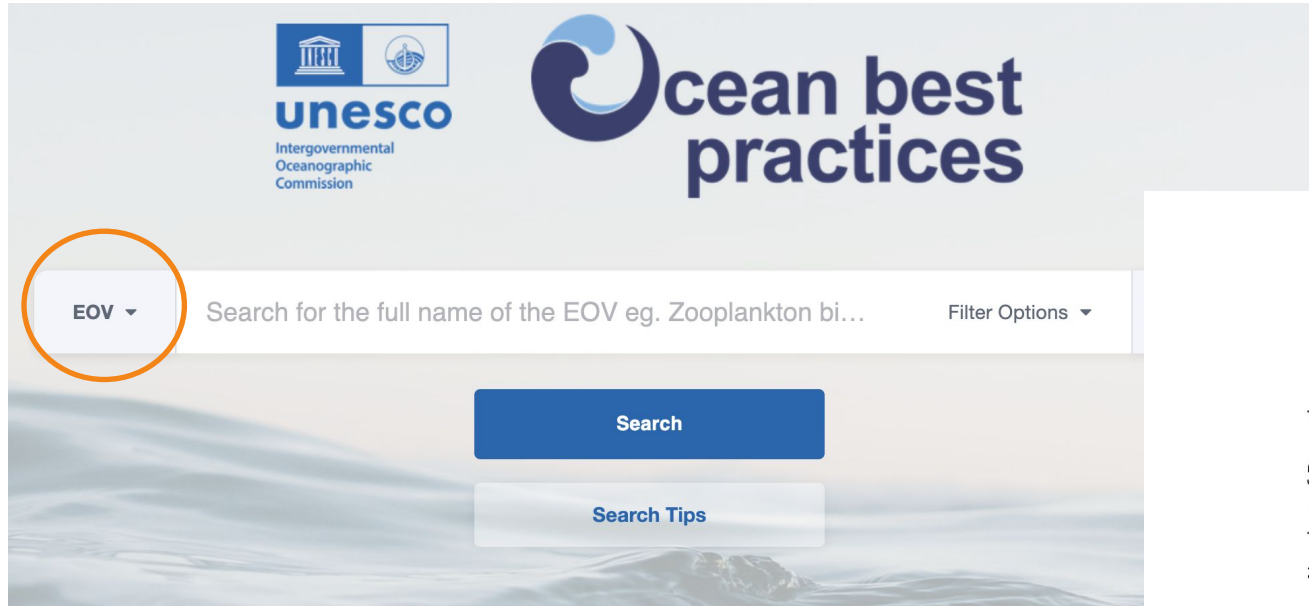 Ocean best
practices
unesco
Intergovernmental
Oceanographic
Commission
EOV
Search for the full name of the EOV eg. Zooplankton bi...
Filter Options
Search
Search Tips